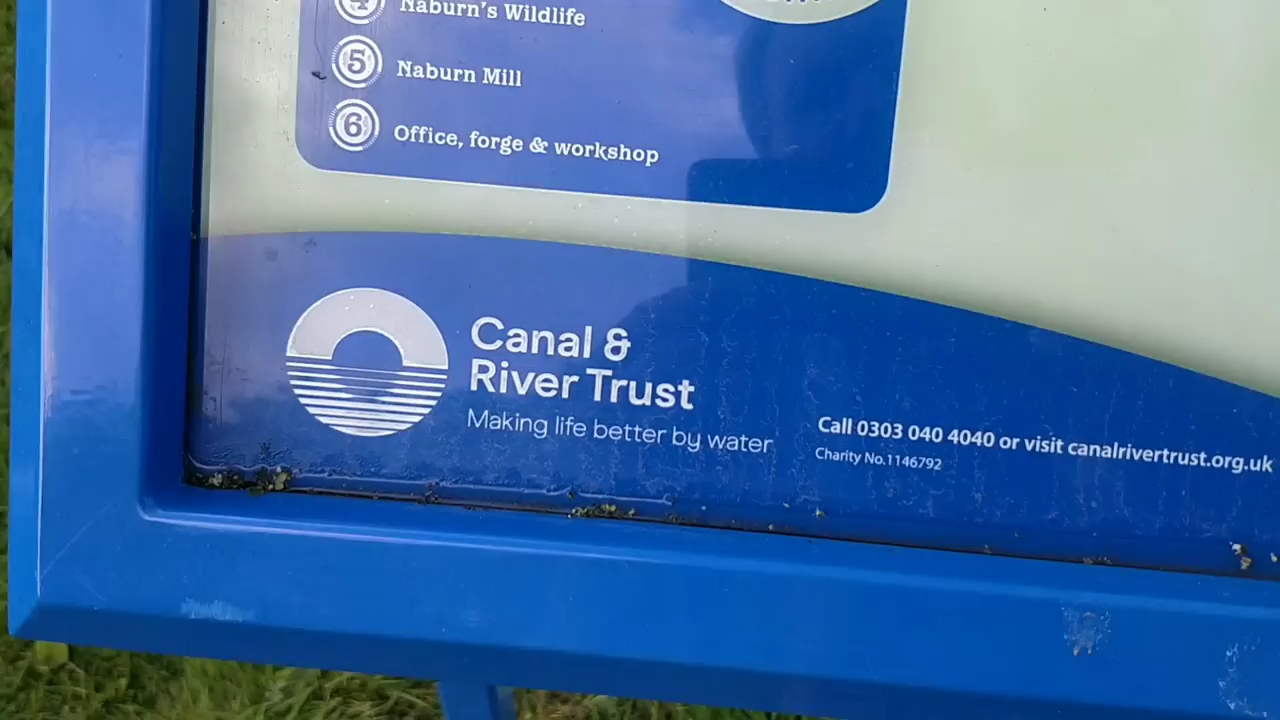 4 Naburn's Wildlife
5 Naburn Mill
6 Office, forge & workshop
Canal &
River Trust
Making life better by water
Call 0303 040 4040 or visit canalrivertrust.org.uk
Charity No.1146792